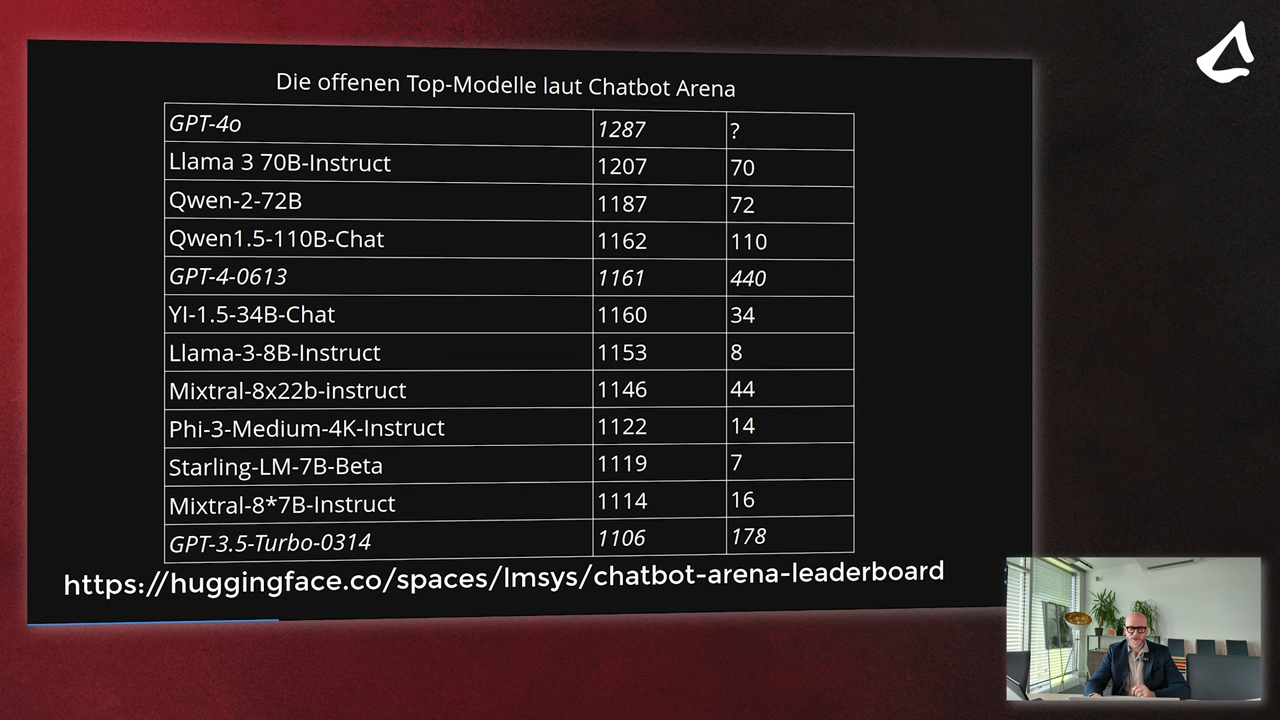 Die offenen Top-Modelle laut Chatbot Arena
GPT-4o 1287 ?
Llama 3 70B-Instruct 1207 70
Qwen-2-72B 1187 72
Qwen1.5-110B-Chat 1162 110
GPT-4-0613 1161 440
YI-1.5-34B-Chat 1160 34
Llama-3-8B-Instruct 1153 8
Mixtral-8x22b-instruct 1146 44
Phi-3-Medium-4K-Instruct 1122 14
Starling-LM-7B-Beta 1119 7
Mixtral-8*7B-Instruct 1114 16
GPT-3.5-Turbo-0314 1106 178
https://huggingface.co/spaces/lmsys/chatbot-arena-leaderboard